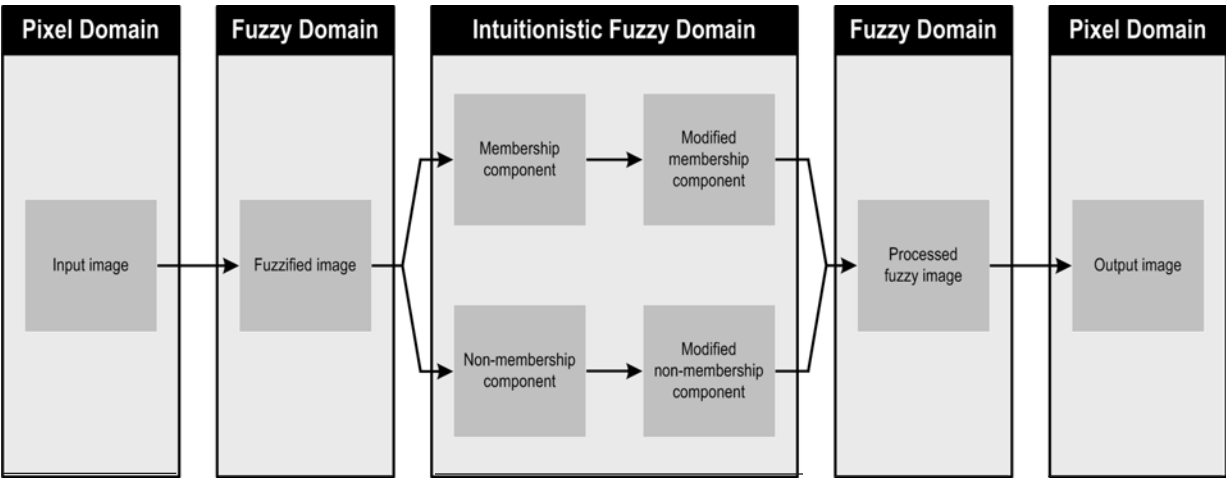 Pixel Domain
Fuzzy Domain
Intuitionistic Fuzzy Domain
Fuzzy Domain
Pixel Domain
Input image
Fuzzified image
Membership
component
Modified
membership
component
Non-membership
component
Modified
non-membership
component
Processed
fuzzy image
Output image